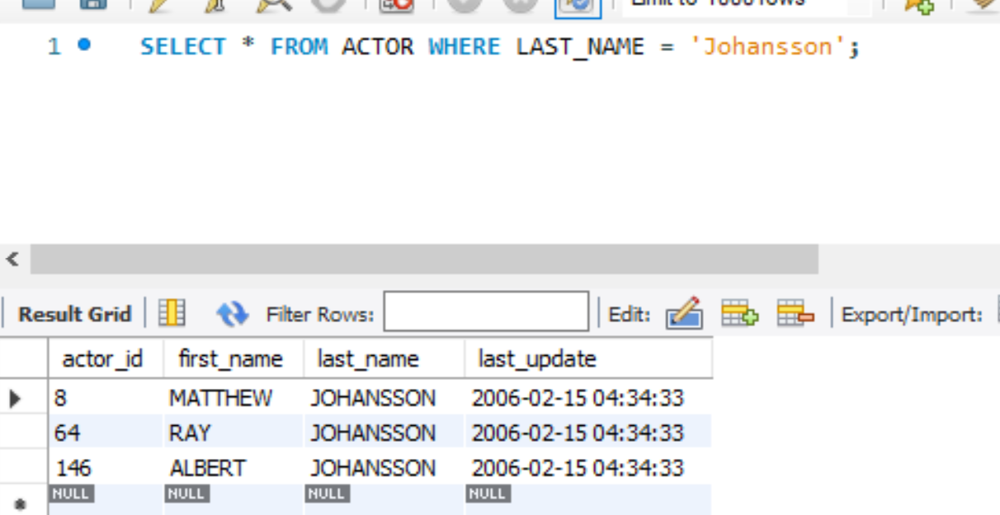 1 SELECT * FROM ACTOR WHERE LAST_NAME = 'Johansson';
Result Grid Filter Rows: Edit: Export/Import:
actor_id first_name last_name last_update
8 MATTHEW JOHANSSON 2006-02-15 04:34:33
64 RAY JOHANSSON 2006-02-15 04:34:33
146 ALBERT JOHANSSON 2006-02-15 04:34:33
NULL NULL NULL NULL